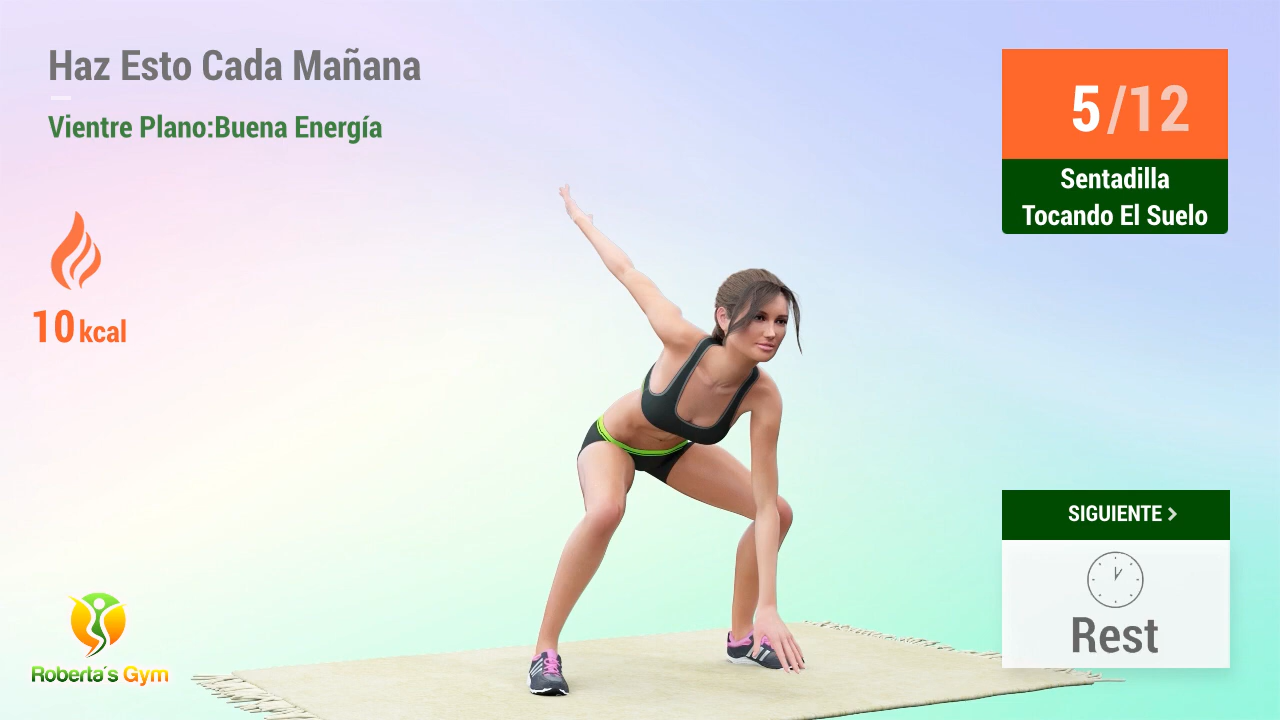 Haz Esto Cada Mañana
Vientre Plano:Buena Energía
5/12
Sentadilla
Tocando El Suelo
10 kcal
SIGUIENTE >
Rest
Roberta´s Gym